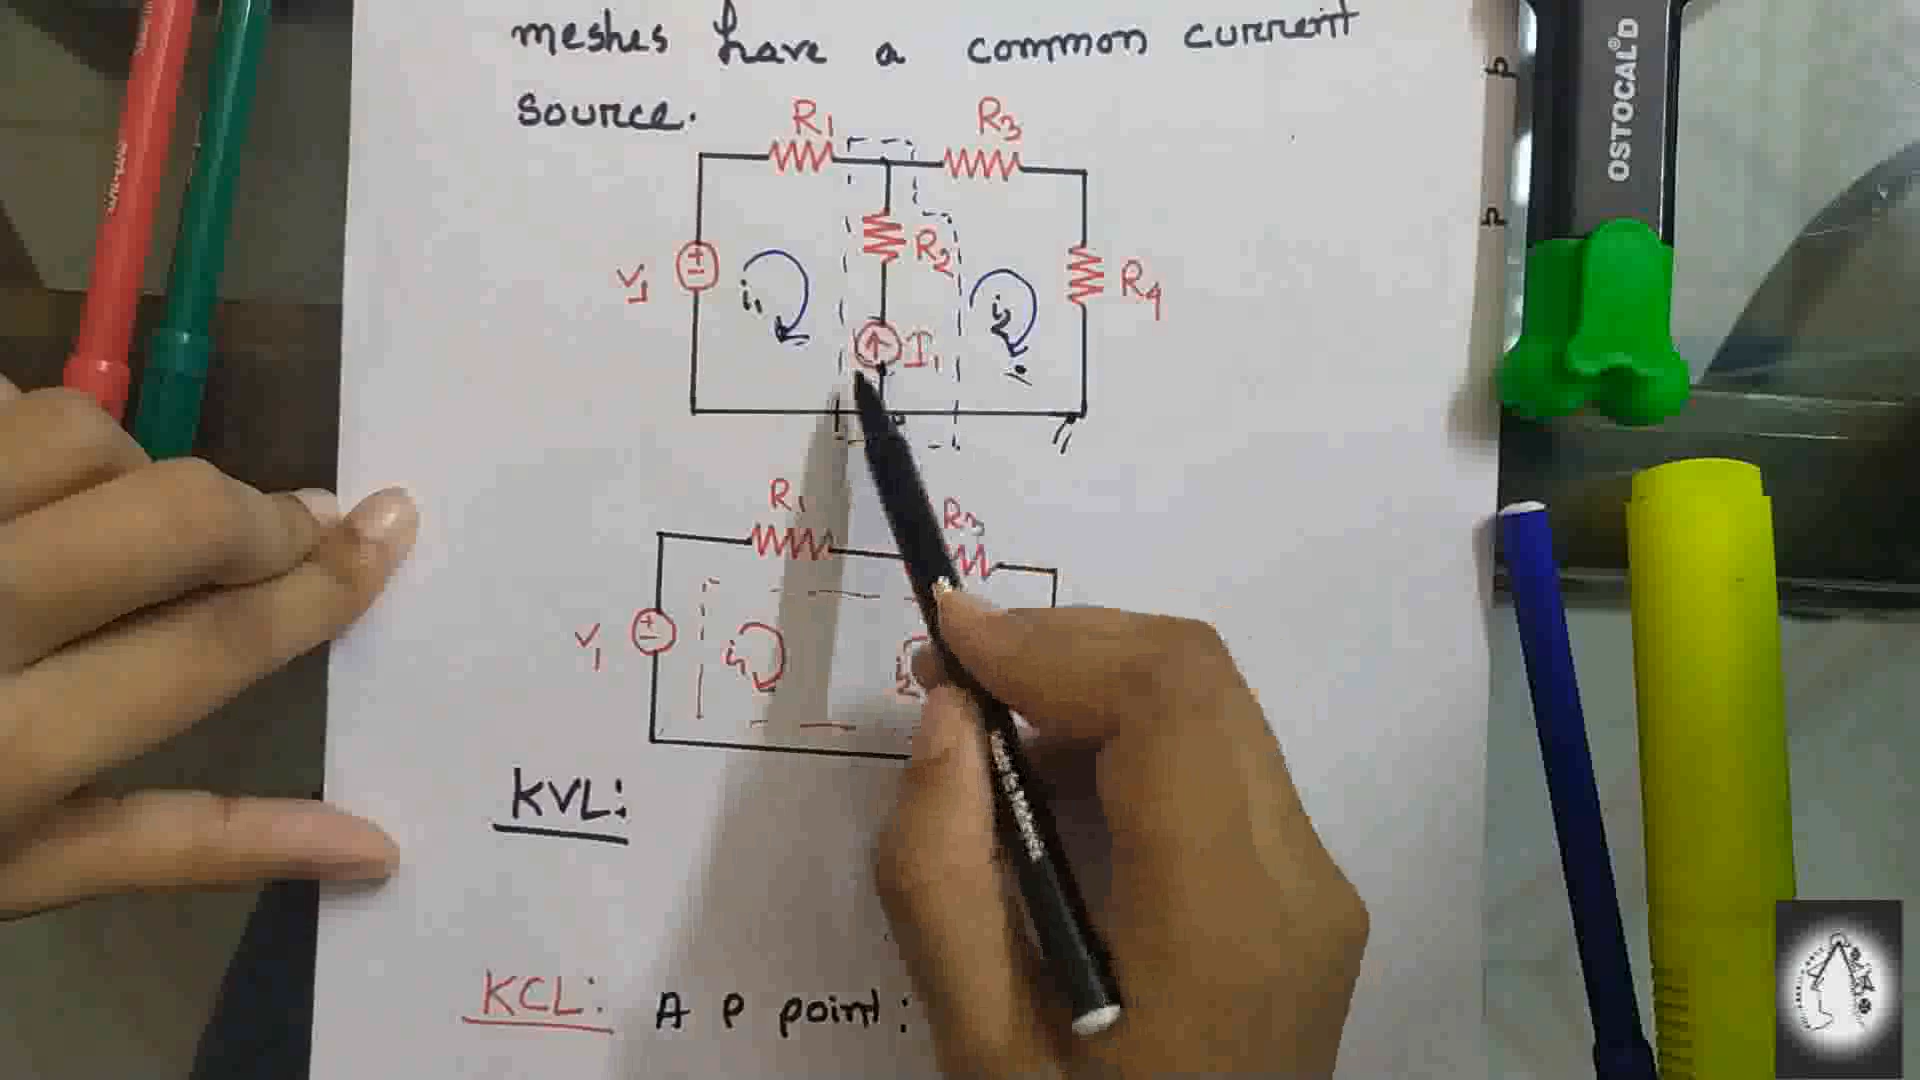 meshes have a common current
source.
R1 R3
V1 + - i1 R2 i2 R4
I1
R1 R3
V1 + - i1 i2
KVL:
KCL: A P point:
OSTOCAL D